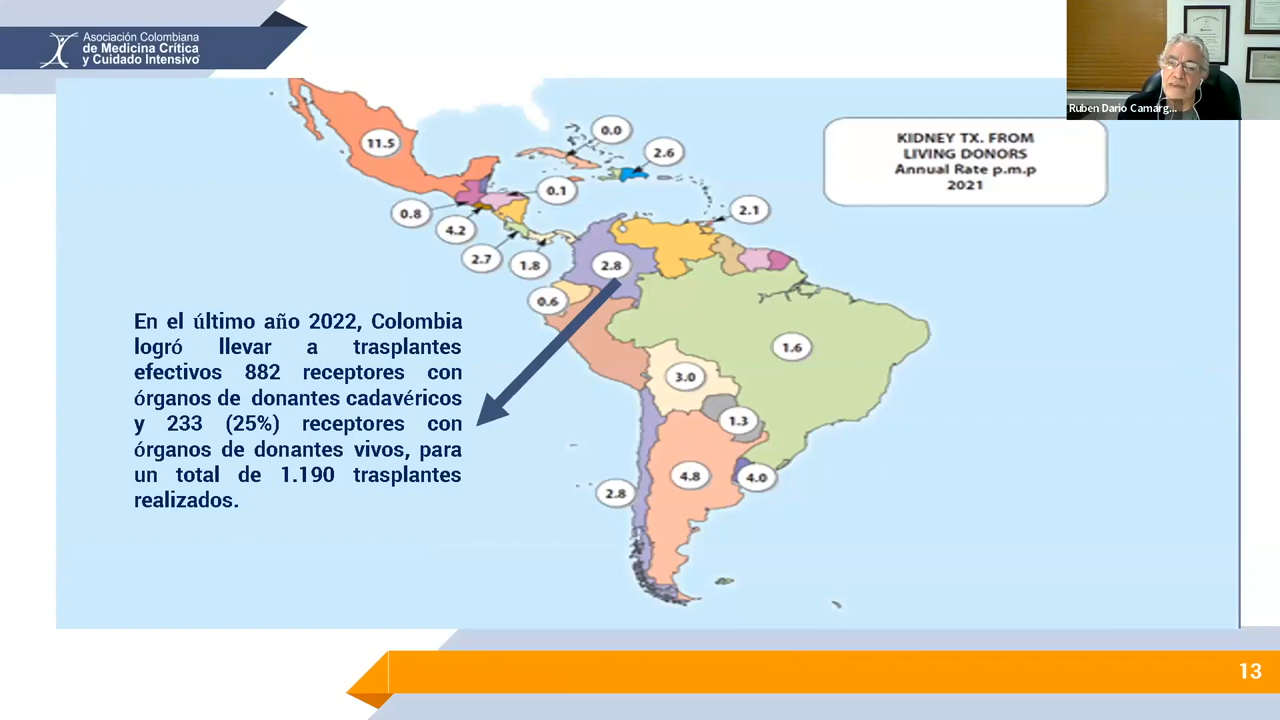 Asociación Colombiana
de Medicina Crítica
y Cuidado Intensivo
Ruben Dario Camarg...
KIDNEY TX. FROM
LIVING DONORS
Annual Rate p.m.p
2021
11.5
0.0
2.6
0.1
0.8
4.2
2.7
1.8
2.1
2.8
0.6
1.6
3.0
1.3
4.8
4.0
2.8
En el último año 2022, Colombia
logró llevar a trasplantes
efectivos 882 receptores con
órganos de donantes cadavéricos
y 233 (25%) receptores con
órganos de donantes vivos, para
un total de 1.190 trasplantes
realizados.
13